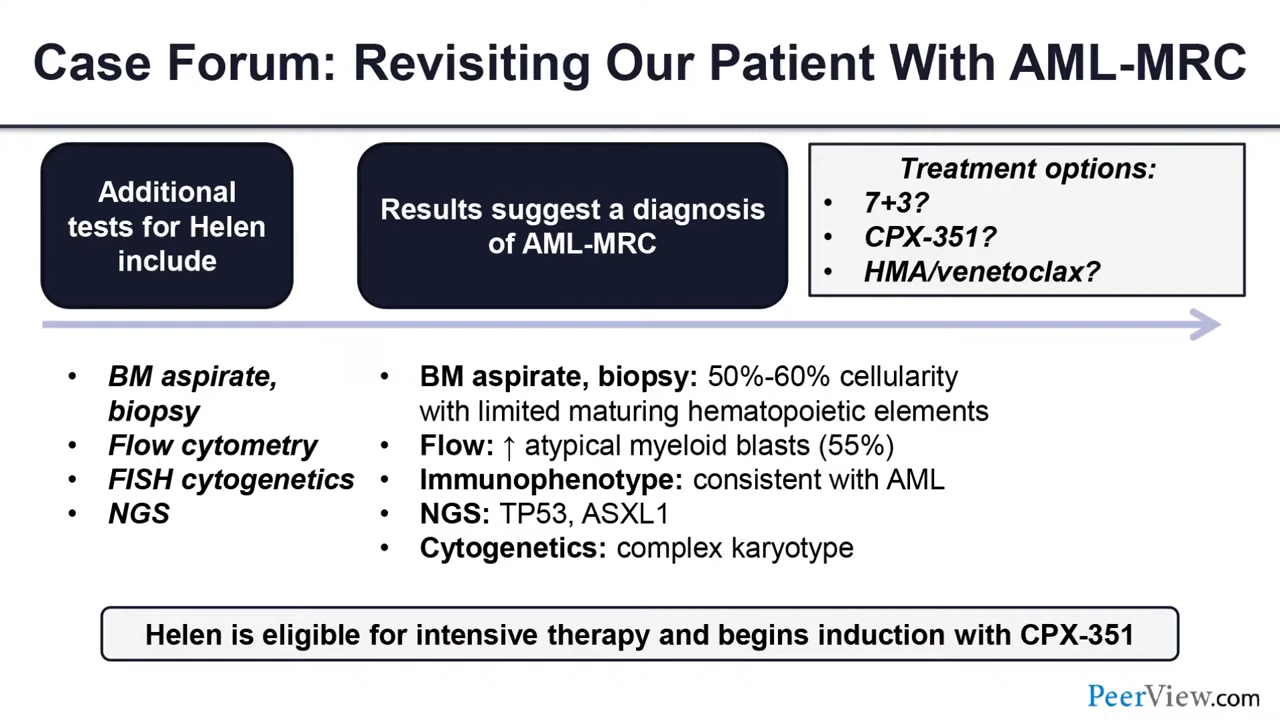 Case Forum: Revisiting Our Patient With AML-MRC
Additional
tests for Helen
include
Results suggest a diagnosis
of AML-MRC
Treatment options:
• 7+3?
• CPX-351?
• HMA/venetoclax?
• BM aspirate,
biopsy
• Flow cytometry
• FISH cytogenetics
• NGS
• BM aspirate, biopsy: 50%-60% cellularity
with limited maturing hematopoietic elements
• Flow: ↑ atypical myeloid blasts (55%)
• Immunophenotype: consistent with AML
• NGS: TP53, ASXL1
• Cytogenetics: complex karyotype
Helen is eligible for intensive therapy and begins induction with CPX-351
PeerView.com